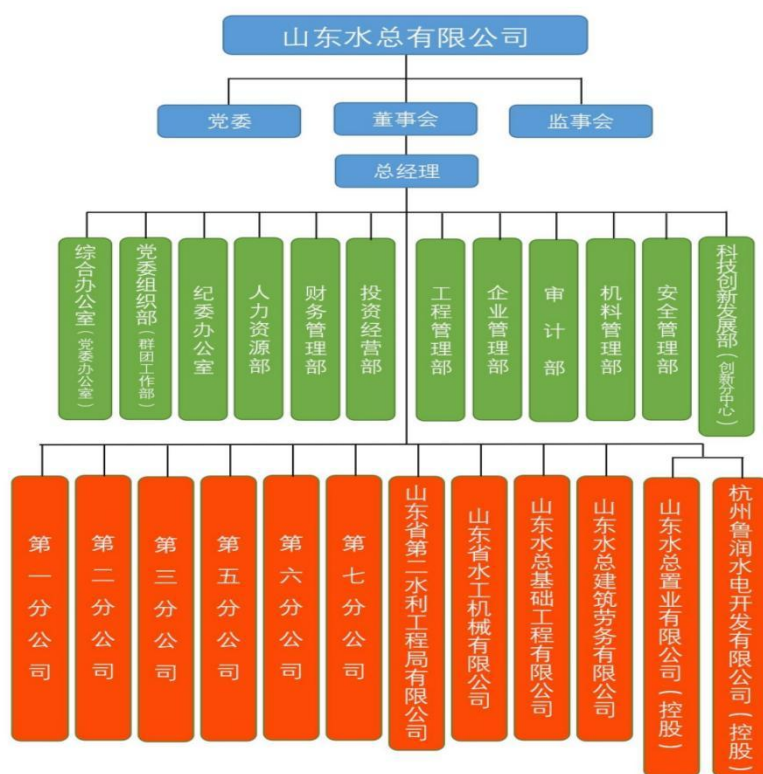 山东水总有限公司
党委
董事会
监事会
总经理
综合办公室(党委办公室)
党委组织部(群团工作部)
纪委办公室
人力资源部
财务管理部
投资经营部
工程管理部
企业管理部
审计部
机料管理部
安全管理部
科技创新发展部(创新分中心)
第一分公司
第二分公司
第三分公司
第五分公司
第六分公司
第七分公司
山东省第二水利工程局有限公司
山东省水工机械有限公司
山东水总基础工程有限公司
山东水总建筑劳务有限公司
山东水总置业有限公司(控股)
杭州鲁润水电开发有限公司(控股)